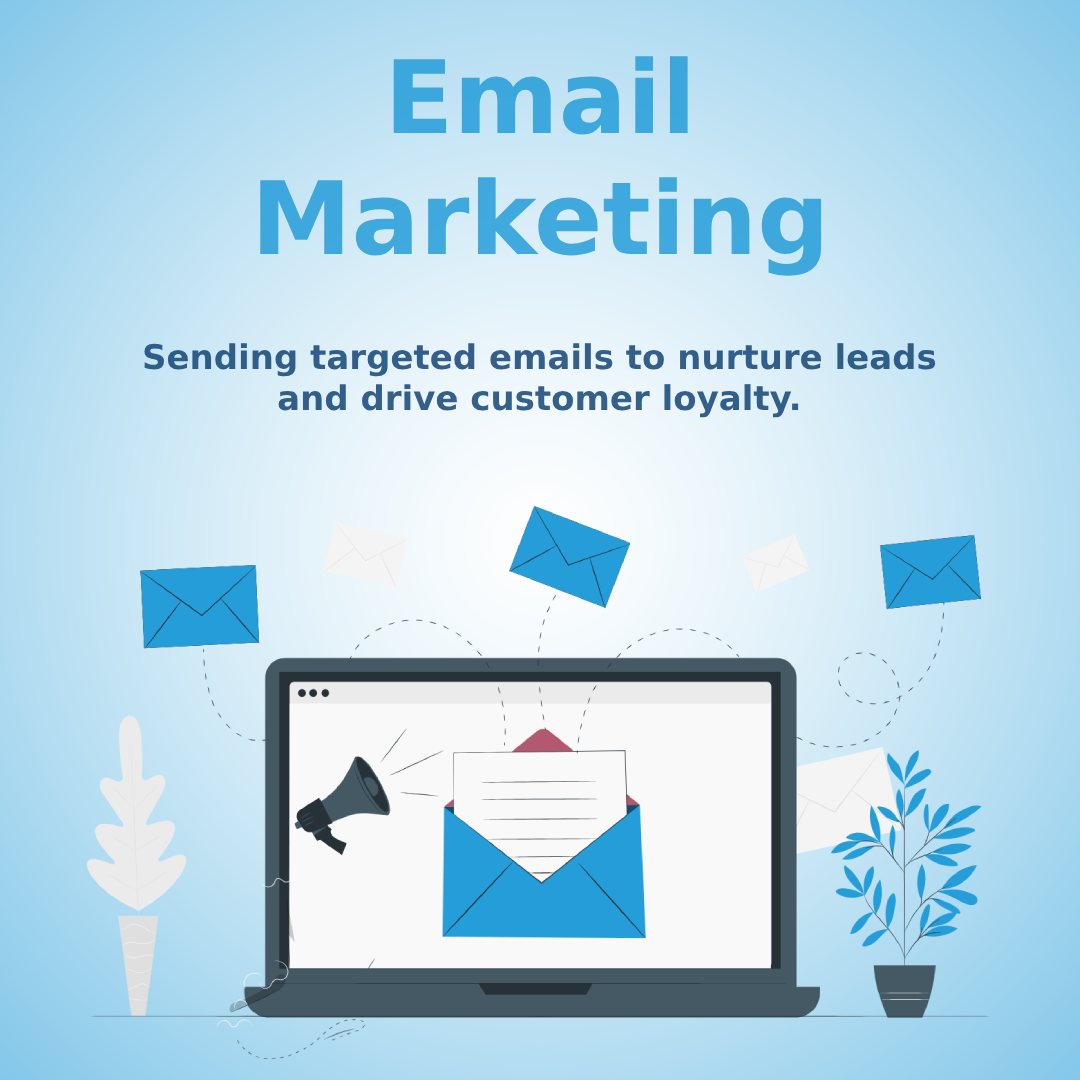 Email
Marketing
Sending targeted emails to nurture leads
and drive customer loyalty.